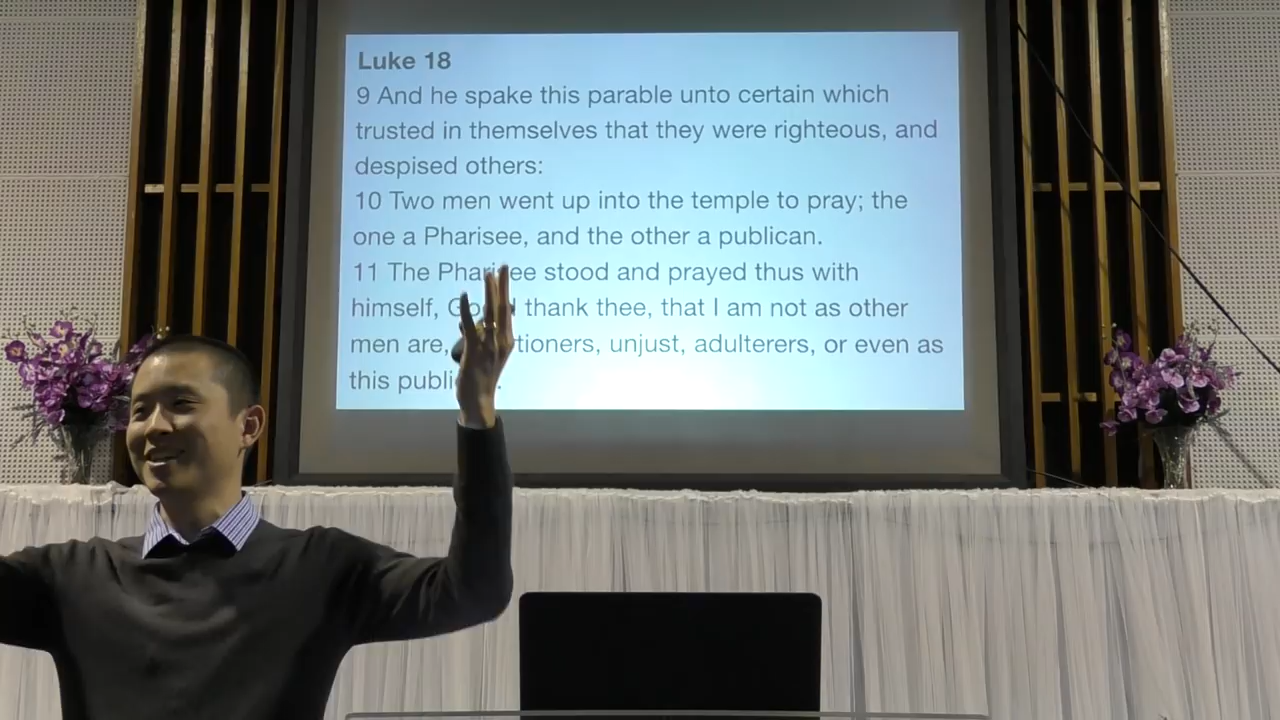 Luke 18
9 And he spake this parable unto certain which
trusted in themselves that they were righteous, and
despised others:
10 Two men went up into the temple to pray; the
one a Pharisee, and the other a publican.
11 The Pharisee stood and prayed thus with
himself, thank thee, that I am not as other
men are, unjust, adulterers, or even as
this